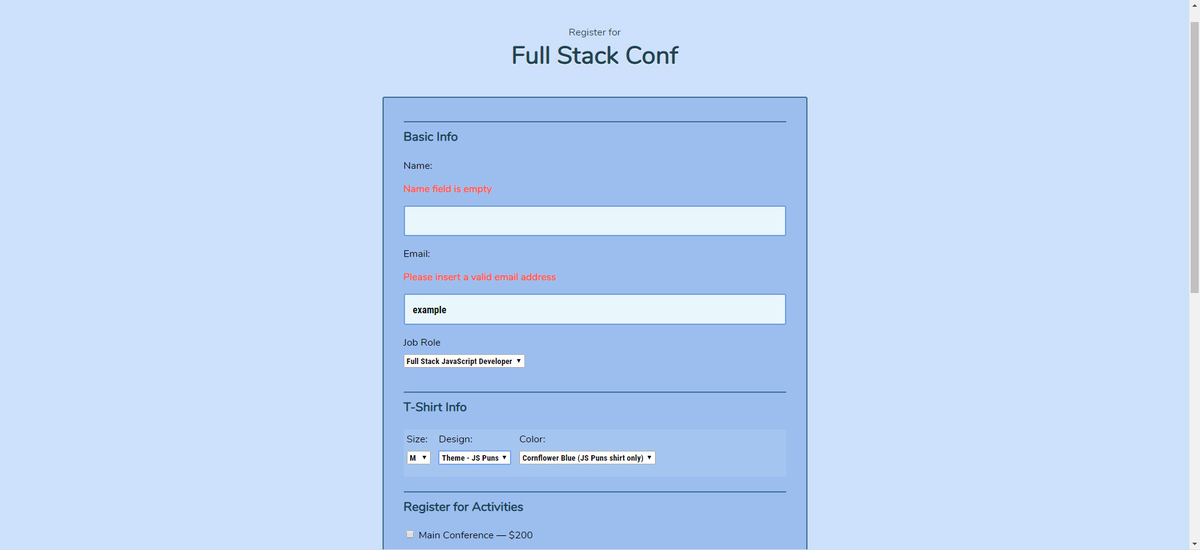 Register for
Full Stack Conf
Basic Info
Name:
Name field is empty
Email:
Please insert a valid email address
example
Job Role
Full Stack JavaScript Developer
T-Shirt Info
Size: Design: Color:
M Theme - JS Puns Cornflower Blue (JS Puns shirt only)
Register for Activities
Main Conference — $200